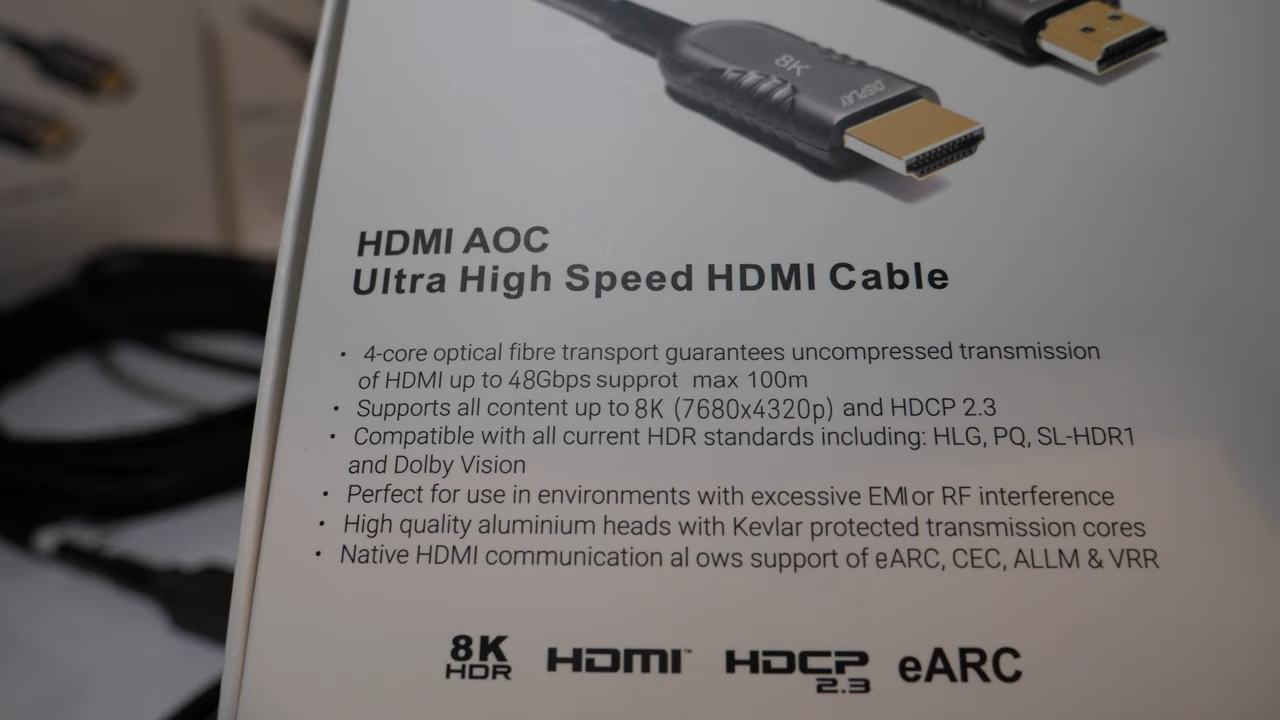 8K
DISPLAY
HDMI AOC
Ultra High Speed HDMI Cable
· 4-core optical fibre transport guarantees uncompressed transmission
of HDMI up to 48Gbps supprot max 100m
· Supports all content up to 8K (7680x4320p) and HDCP 2.3
· Compatible with all current HDR standards including: HLG, PQ, SL-HDR1
and Dolby Vision
· Perfect for use in environments with excessive EMI or RF interference
· High quality aluminium heads with Kevlar protected transmission cores
· Native HDMI communication al ows support of eARC, CEC, ALLM & VRR
8K HDMI™ HDCP eARC
HDR 2.3